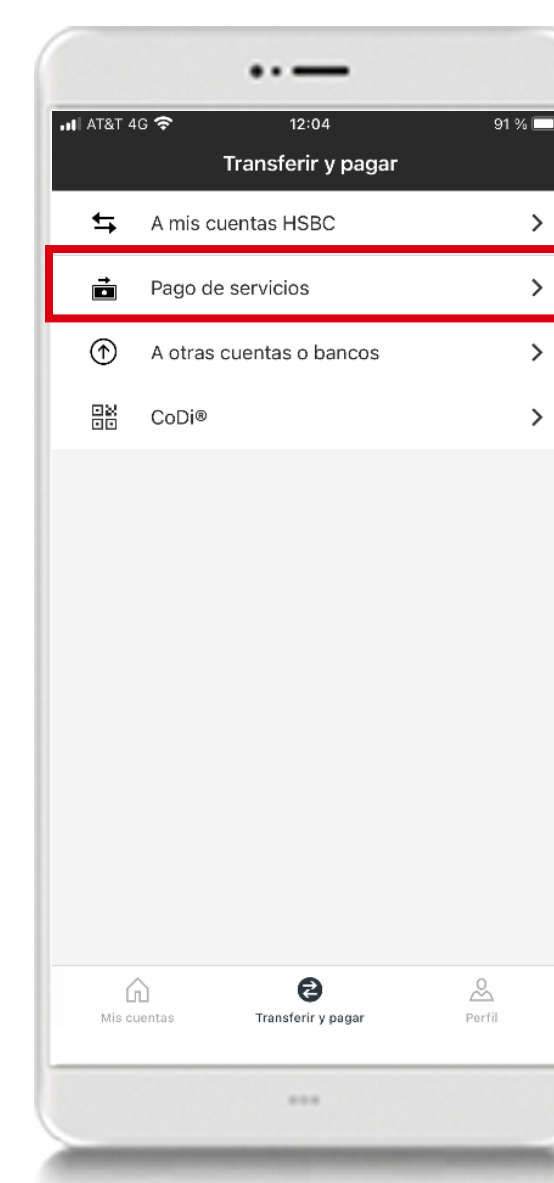 AT&T 4G 12:04 91 %
Transferir y pagar
A mis cuentas HSBC
Pago de servicios
A otras cuentas o bancos
CoDi®
Mis cuentas Transferir y pagar Perfil